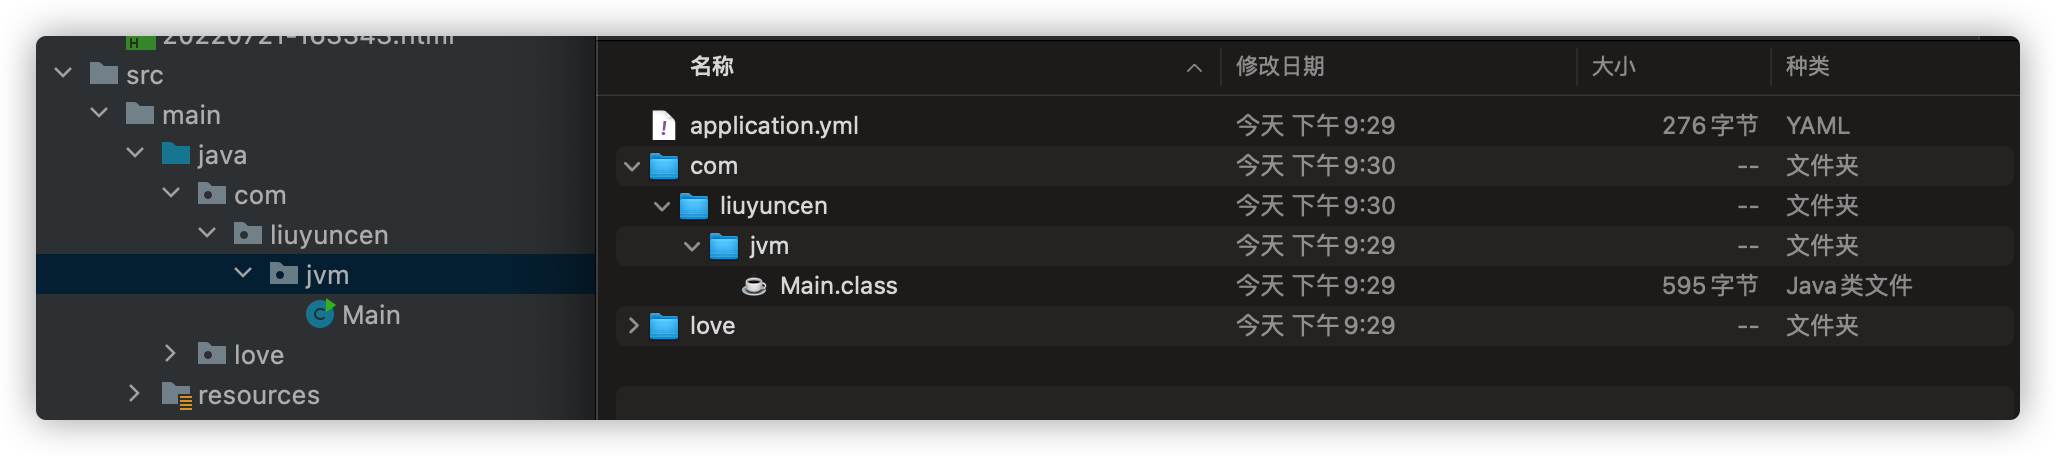 20220721-163343.html
src
main
java
com
liuyuncen
jvm
Main
love
resources
名称 修改日期 大小 种类
application.yml 今天 下午 9:29 276 字节 YAML
com 今天 下午 9:30 -- 文件夹
liuyuncen 今天 下午 9:30 -- 文件夹
jvm 今天 下午 9:29 -- 文件夹
Main.class 今天 下午 9:29 595 字节 Java 类文件
love 今天 下午 9:29 -- 文件夹